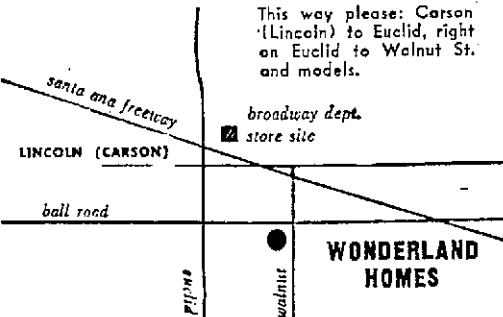 This way please: Carson
(Lincoln) to Euclid, right
on Euclid to Walnut St.
and models.
santa ana freeway
broadway dept.
store site
LINCOLN (CARSON)
ball road
WONDERLAND
HOMES
euclid
walnut